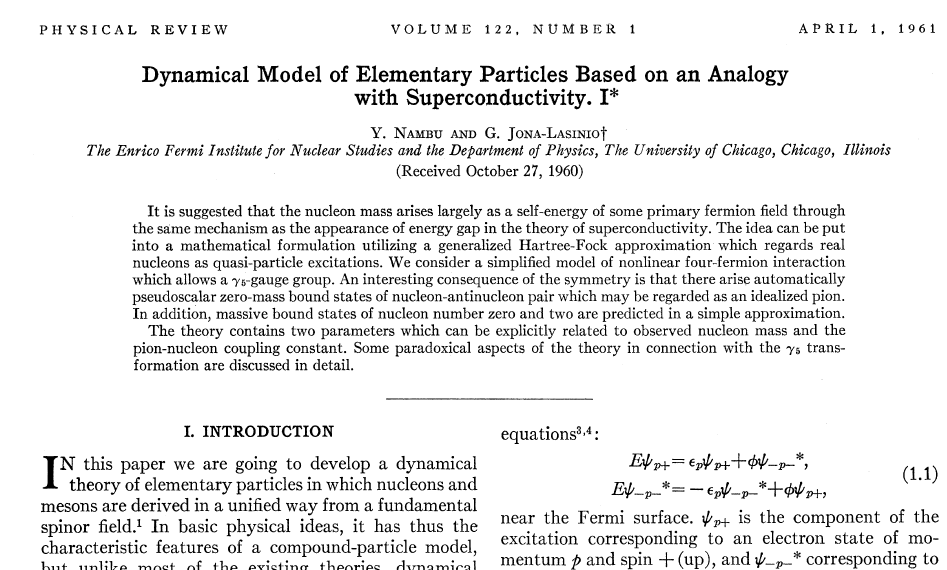 PHYSICAL REVIEW VOLUME 122, NUMBER 1 APRIL 1, 1961
Dynamical Model of Elementary Particles Based on an Analogy
with Superconductivity. I*
Y. NAMBU AND G. JONA-LASINIO†
The Enrico Fermi Institute for Nuclear Studies and the Department of Physics, The University of Chicago, Chicago, Illinois
(Received October 27, 1960)
It is suggested that the nucleon mass arises largely as a self-energy of some primary fermion field through
the same mechanism as the appearance of energy gap in the theory of superconductivity. The idea can be put
into a mathematical formulation utilizing a generalized Hartree-Fock approximation which regards real
nucleons as quasi-particle excitations. We consider a simplified model of nonlinear four-fermion interaction
which allows a γ₅-gauge group. An interesting consequence of the symmetry is that there arise automatically
pseudoscalar zero-mass bound states of nucleon-antinucleon pair which may be regarded as an idealized pion.
In addition, massive bound states of nucleon number zero and two are predicted in a simple approximation.
The theory contains two parameters which can be explicitly related to observed nucleon mass and the
pion-nucleon coupling constant. Some paradoxical aspects of the theory in connection with the γ₅ trans-
formation are discussed in detail.
I. INTRODUCTION
IN this paper we are going to develop a dynamical
theory of elementary particles in which nucleons and
mesons are derived in a unified way from a fundamental
spinor field.¹ In basic physical ideas, it has thus the
characteristic features of a compound-particle model,
but unlike most of the existing theories, dynamical
equations³,⁴:
Eψp+=ϵpψp++ϕψ−p−*,
Eψ−p−*=−ϵpψ−p−*+ϕψp+,
(1.1)
near the Fermi surface. ψp+ is the component of the
excitation corresponding to an electron state of mo-
mentum p and spin + (up), and ψ−p−* corresponding to